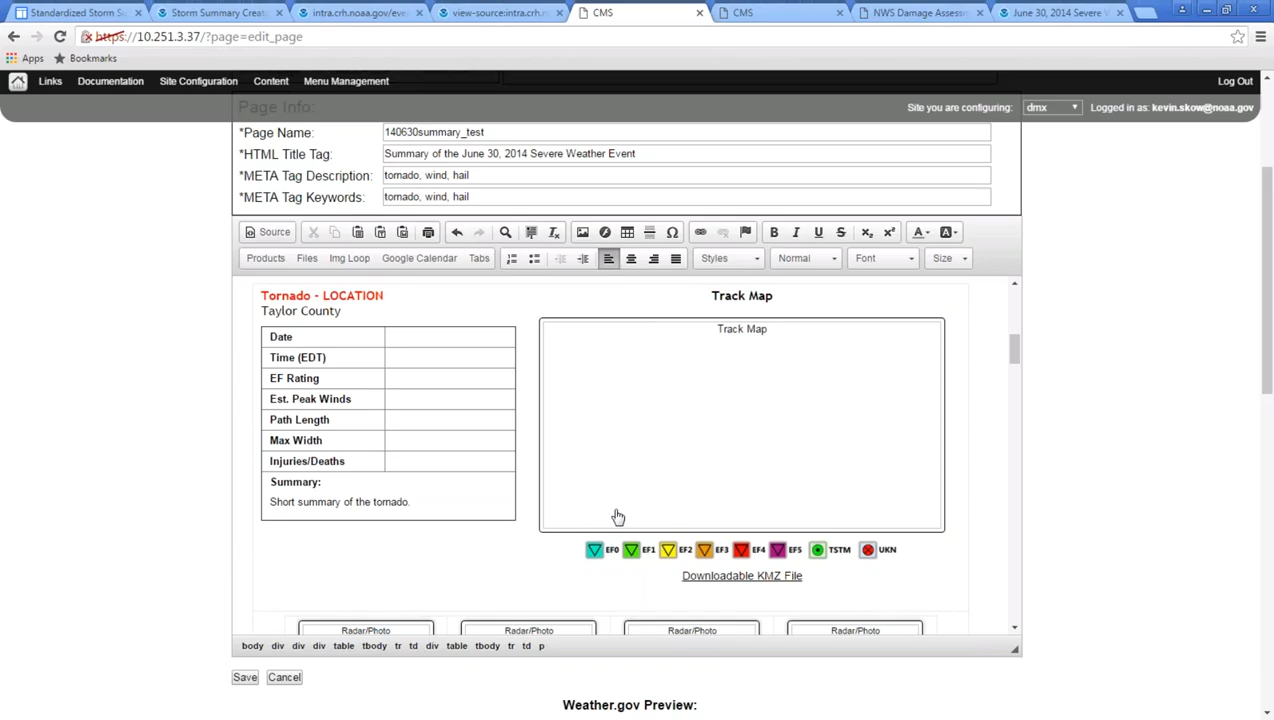 Standardized Storm Su
Storm Summary Creat
intra.crh.noaa.gov/eve
view-source:intra.crh.n
CMS
CMS
NWS Damage Assessm
June 30, 2014 Severe W
https://10.251.3.37/?page=edit_page
Apps Bookmarks
Links Documentation Site Configuration Content Menu Management Log Out
Page Info: Site you are configuring: dmx Logged in as: kevin.skow@noaa.gov
*Page Name: 140630summary_test
*HTML Title Tag: Summary of the June 30, 2014 Severe Weather Event
*META Tag Description: tornado, wind, hail
*META Tag Keywords: tornado, wind, hail
Source B I U S x₂ x² A A
Products Files Img Loop Google Calendar Tabs Styles Normal Font Size
Tornado - LOCATION Track Map
Taylor County
Track Map
Date
Time (EDT)
EF Rating
Est. Peak Winds
Path Length
Max Width
Injuries/Deaths
Summary:
Short summary of the tornado.
EF0 EF1 EF2 EF3 EF4 EF5 TSTM UKN
Downloadable KMZ File
Radar/Photo Radar/Photo Radar/Photo Radar/Photo
body div div div table tbody tr td div table tbody tr td p
Save Cancel
Weather.gov Preview: